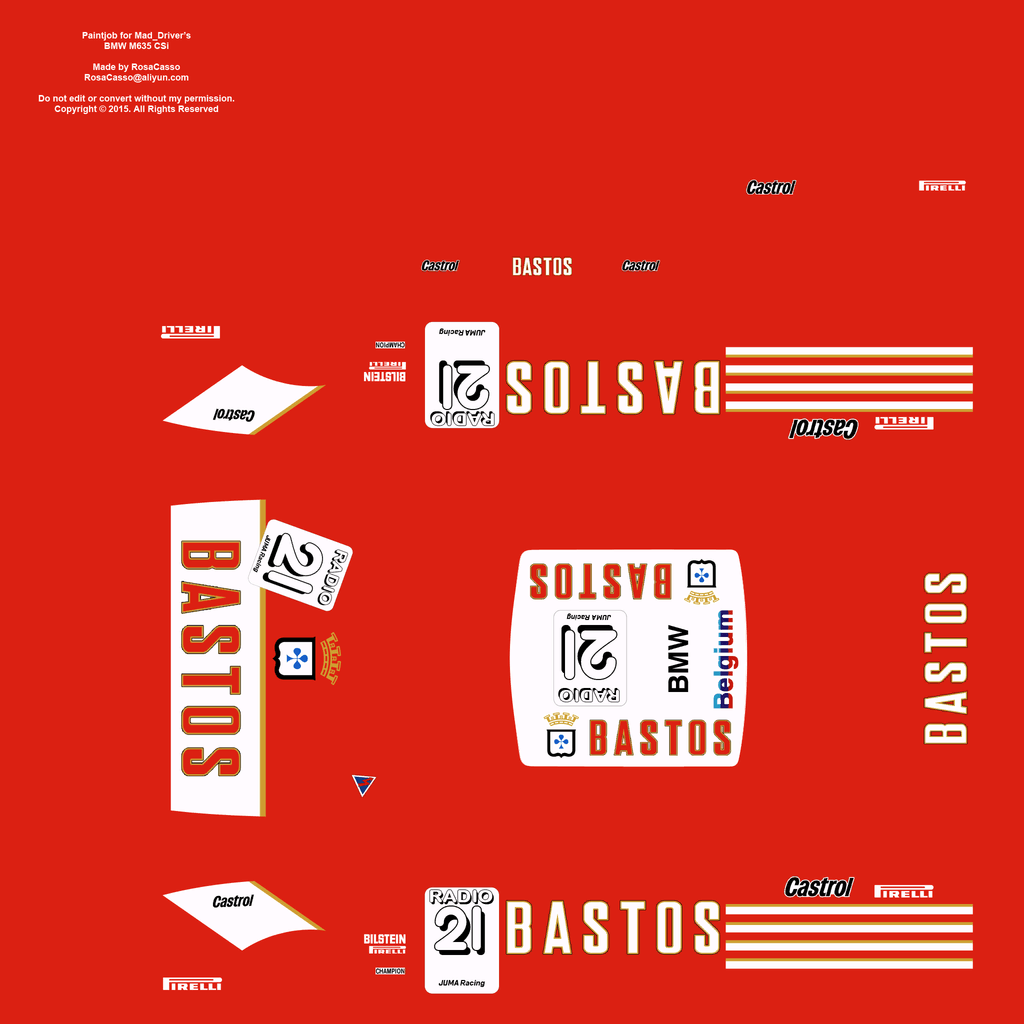 Paintjob for Mad_Driver's
BMW M635 CSi
Made by RosaCasso
RosaCasso@aliyun.com
Do not edit or convert without my permission.
Copyright © 2015. All Rights Reserved
Castrol
PIRELLI
Castrol
BASTOS
Castrol
PIRELLI
CHAMPION
PIRELLI
BILSTEIN
JUMA Racing
21
RADIO
BASTOS
Castrol
Castrol
PIRELLI
BASTOS
RADIO
21
JUMA Racing
BASTOS
JUMA Racing
21
RADIO
BMW
Belgium
BASTOS
BASTOS
Castrol
BILSTEIN
PIRELLI
CHAMPION
PIRELLI
RADIO
21
JUMA Racing
BASTOS
Castrol
PIRELLI